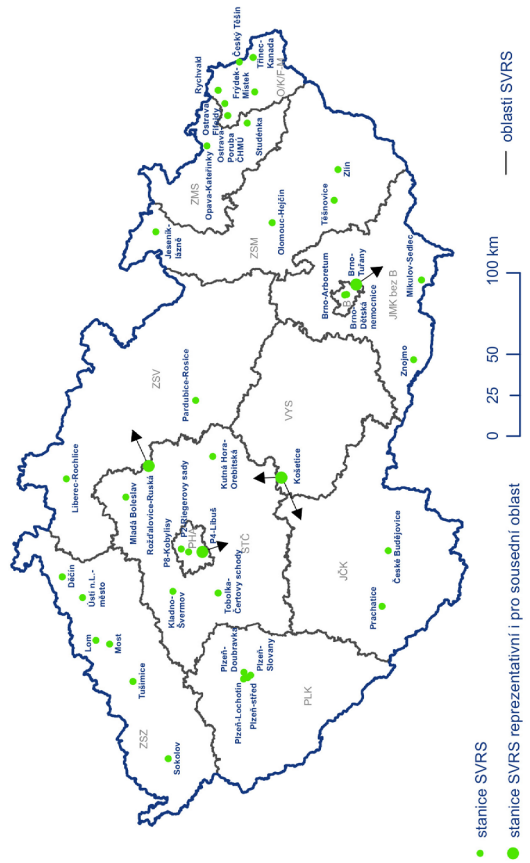 Liberec-Rochlice
Děčín
Ústí n.L.-
město
Lom
Most
Tušimice
ZSZ
Sokolov
Mladá Boleslav
Rožďalovice-Ruská
P8-Kobylisy
P2-Riegerovy sady
PHA
P4-Libuš
STČ
Kladno-
Švermov
Tobolka-
Čertovy schody
Kutná Hora-
Orebitská
ZSV
Pardubice-Rosice
Plzeň-
Doubravka
Plzeň-Lochotín
Plzeň-střed
Plzeň-
Slovany
PLK
Košetice
VYS
JČK
České Budějovice
Prachatice
Jeseník-
lázně
ZMS
Opava-Kateřinky
Ostrava
Poruba
ČHMÚ
Ostrava
Fifejdy
Rychvald
Český Těšín
Třinec-
Kanada
Frýdek-
Místek
O/K/F-M
Studénka
ZSM
Olomouc-Hejčín
Těšnovice
Zlín
Brno-Arboretum
B
Brno-
Tuřany
Brno-
Dětská
nemocnice
JMK bez B
Mikulov-Sedlec
Znojmo
0 25 50 100 km
stanice SVRS
stanice SVRS reprezentativní i pro sousední oblast
oblasti SVRS